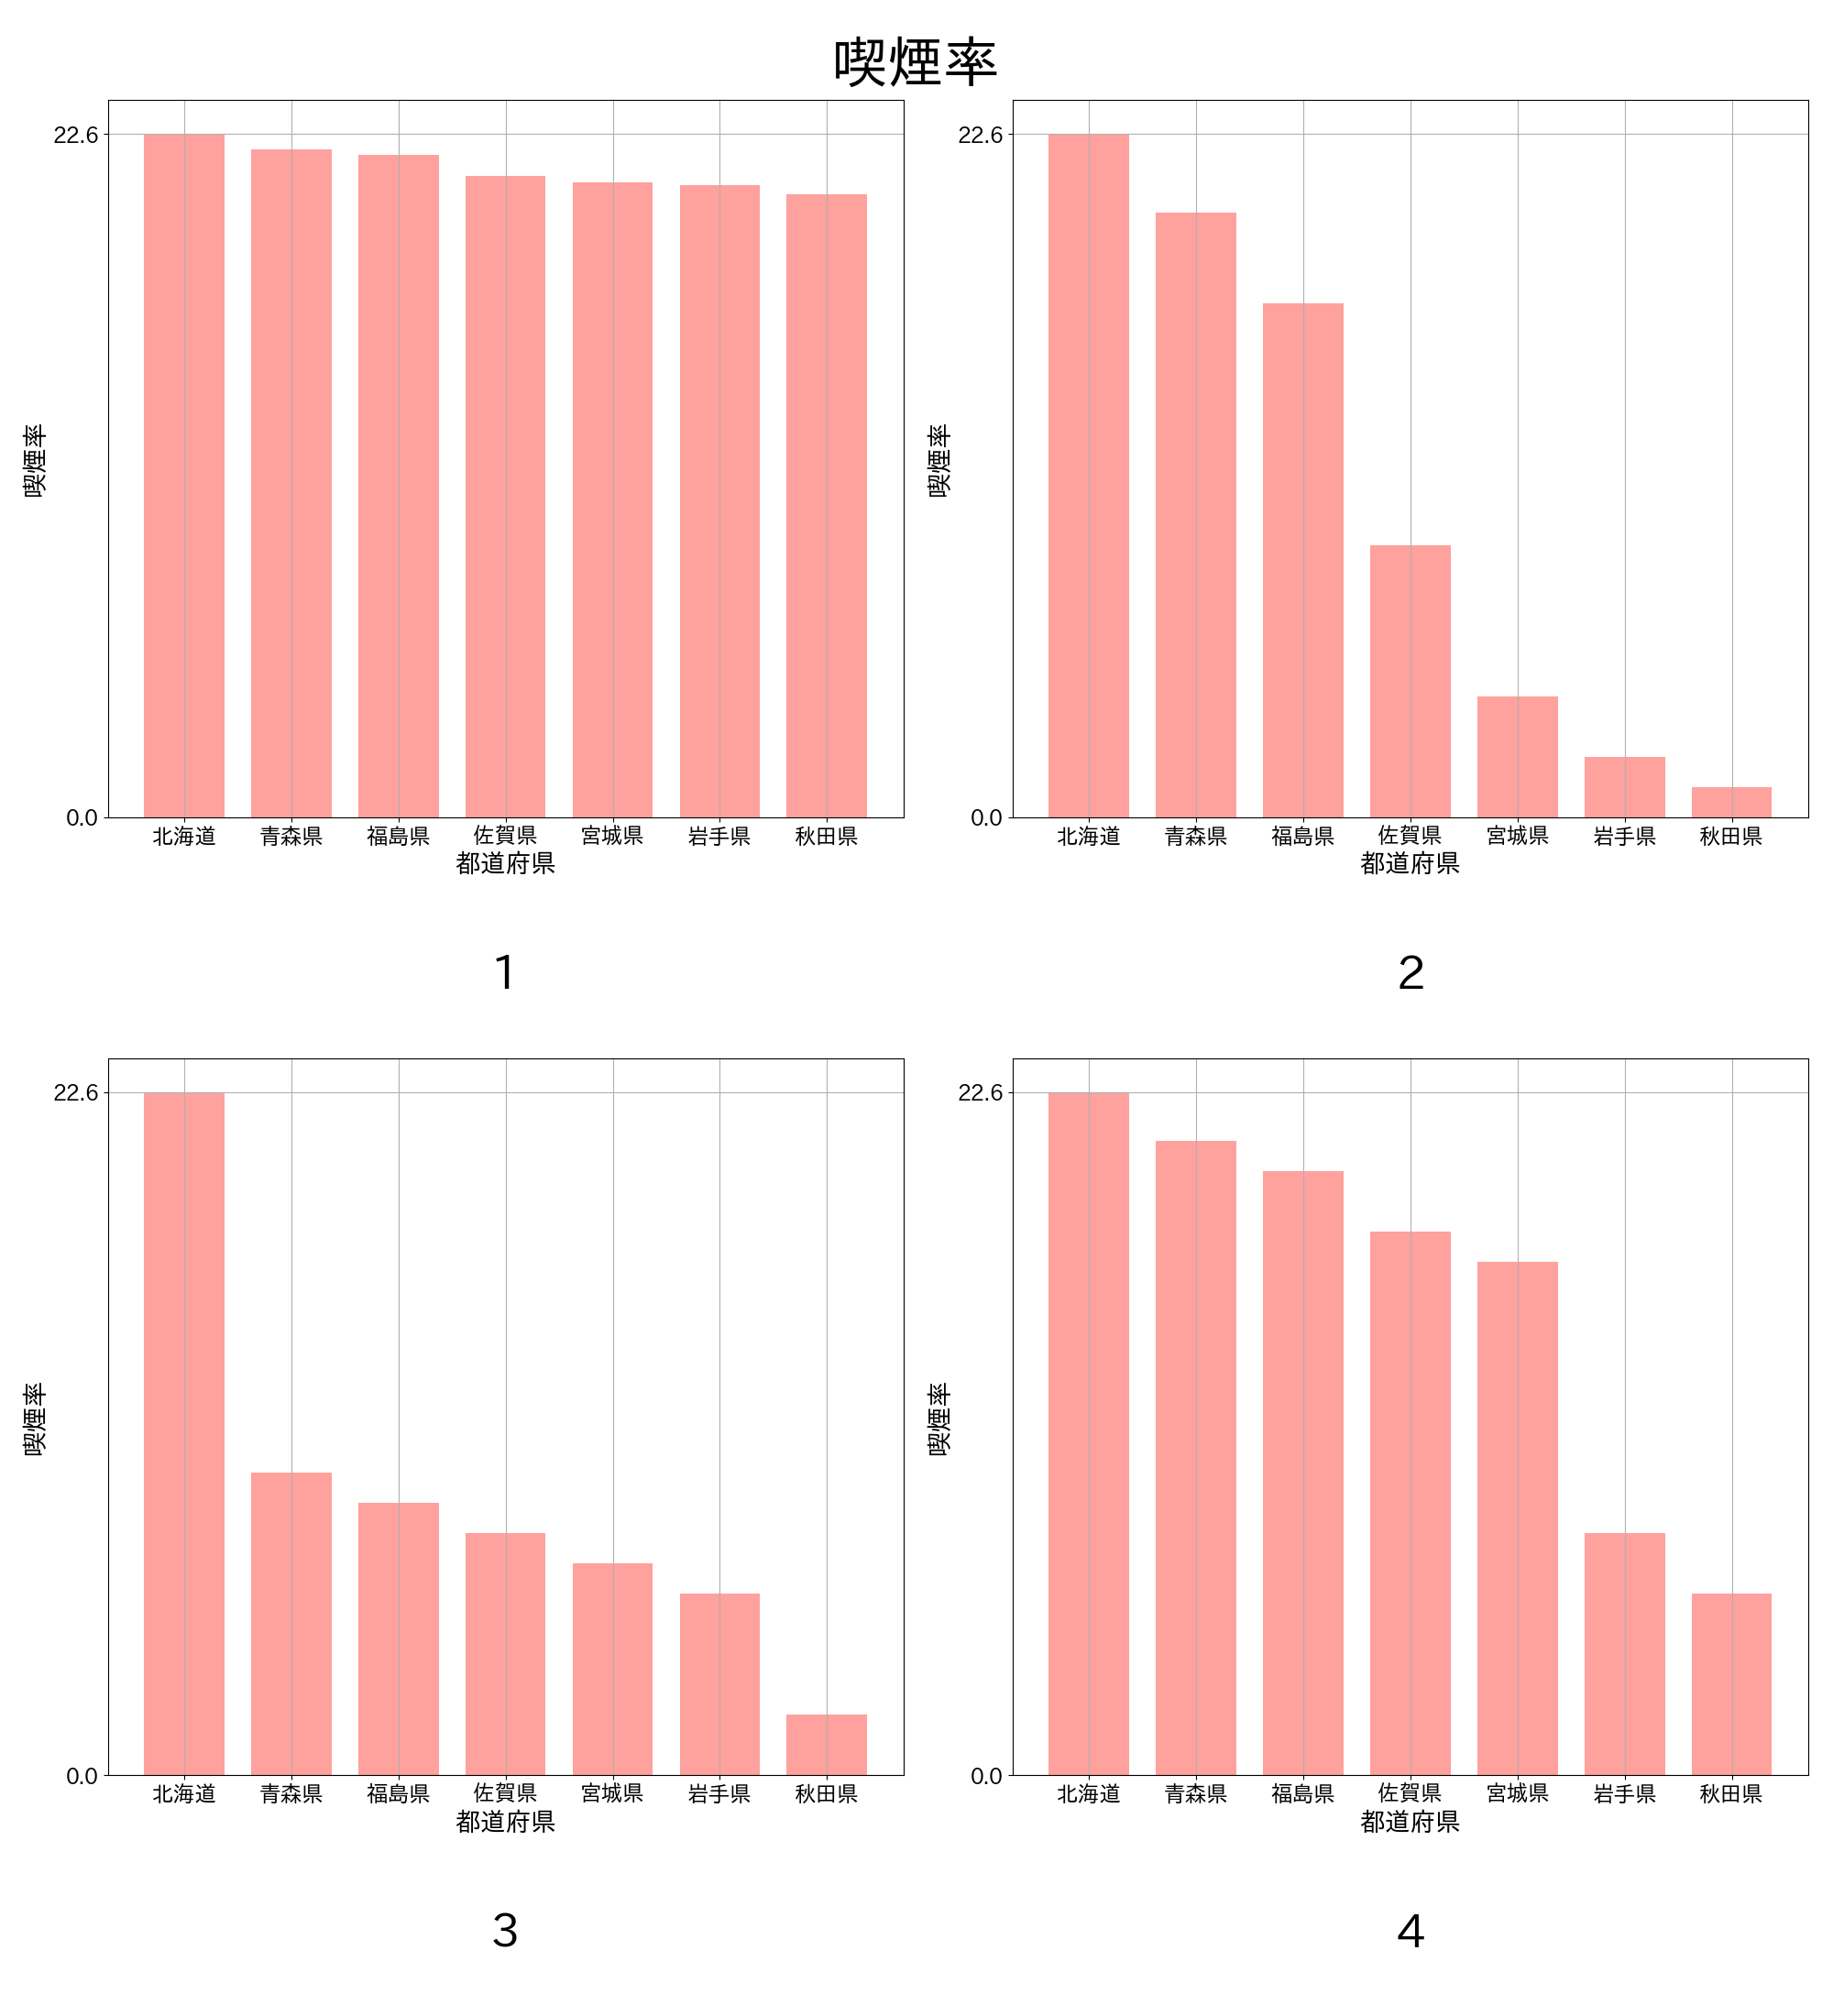 喫煙率
22.6
0.0
喫煙率
北海道 青森県 福島県 佐賀県 宮城県 岩手県 秋田県
都道府県
1
22.6
0.0
喫煙率
北海道 青森県 福島県 佐賀県 宮城県 岩手県 秋田県
都道府県
2
22.6
0.0
喫煙率
北海道 青森県 福島県 佐賀県 宮城県 岩手県 秋田県
都道府県
3
22.6
0.0
喫煙率
北海道 青森県 福島県 佐賀県 宮城県 岩手県 秋田県
都道府県
4